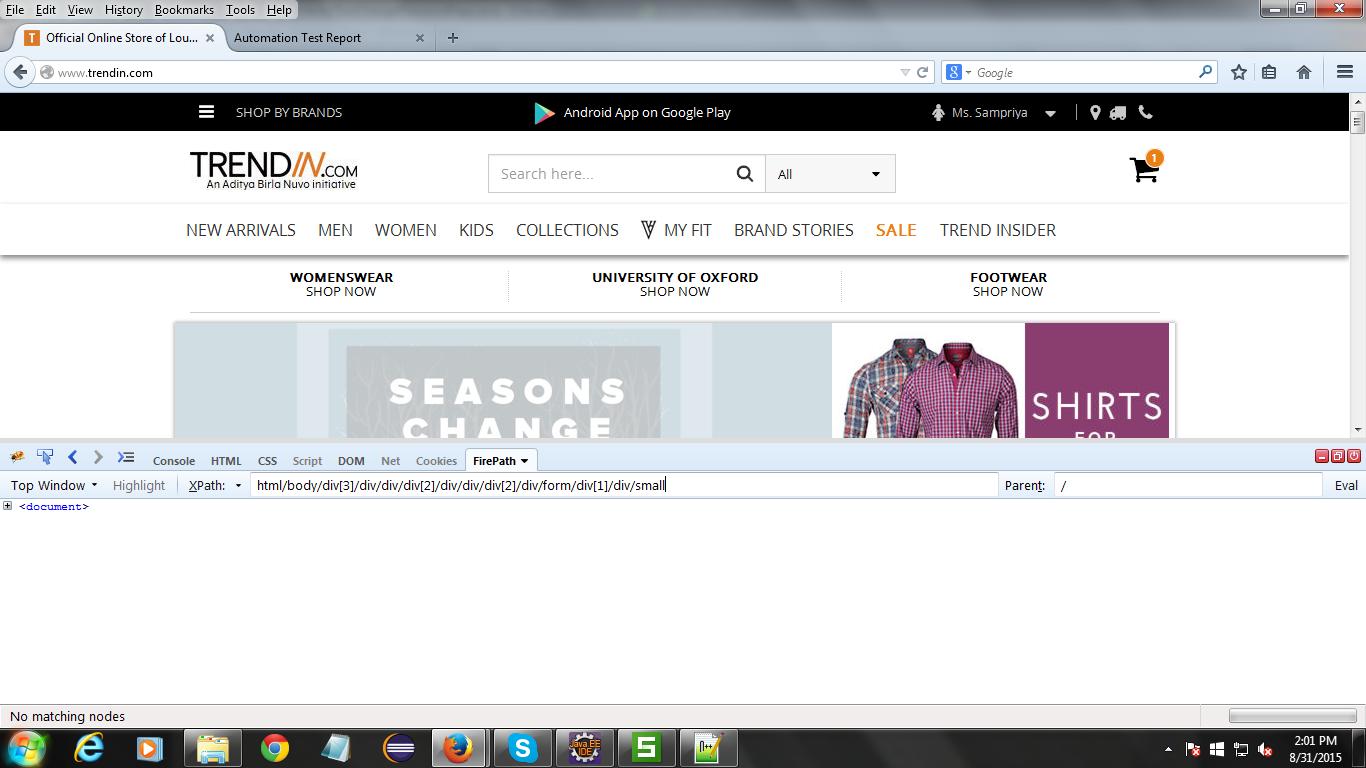 File Edit View History Bookmarks Tools Help
Official Online Store of Lou... Automation Test Report
www.trendin.com Google
SHOP BY BRANDS Android App on Google Play Ms. Sampriya
TRENDIN.COM
An Aditya Birla Nuvo initiative
Search here... All 1
NEW ARRIVALS MEN WOMEN KIDS COLLECTIONS MY FIT BRAND STORIES SALE TREND INSIDER
WOMENSWEAR UNIVERSITY OF OXFORD FOOTWEAR
SHOP NOW SHOP NOW SHOP NOW
SEASONS
CHANGE
SHIRTS
FOR
Console HTML CSS Script DOM Net Cookies FirePath
Top Window Highlight XPath: html/body/div[3]/div/div/div[2]/div/div/div[2]/div/form/div[1]/div/small Parent: / Eval
<document>
No matching nodes
Java EE
IDE
S
N++
2:01 PM
8/31/2015